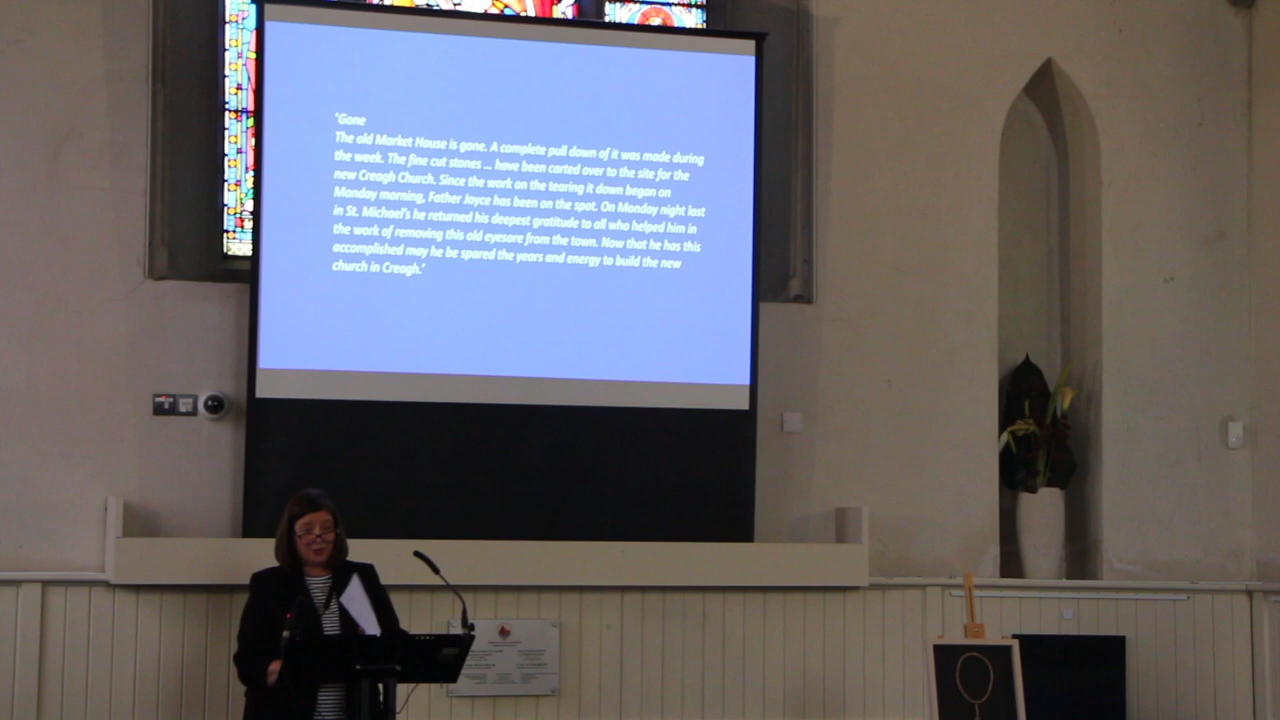 ‘Gone
The old Market House is gone. A complete pull down of it was made during
the week. The fine cut stones ... have been carted over to the site for the
new Creagh Church. Since the work on the tearing it down began on
Monday morning, Father Joyce has been on the spot. On Monday night last
in St. Michael’s he returned his deepest gratitude to all who helped him in
the work of removing this old eyesore from the town. Now that he has this
accomplished may he be spared the years and energy to build the new
church in Creagh.’